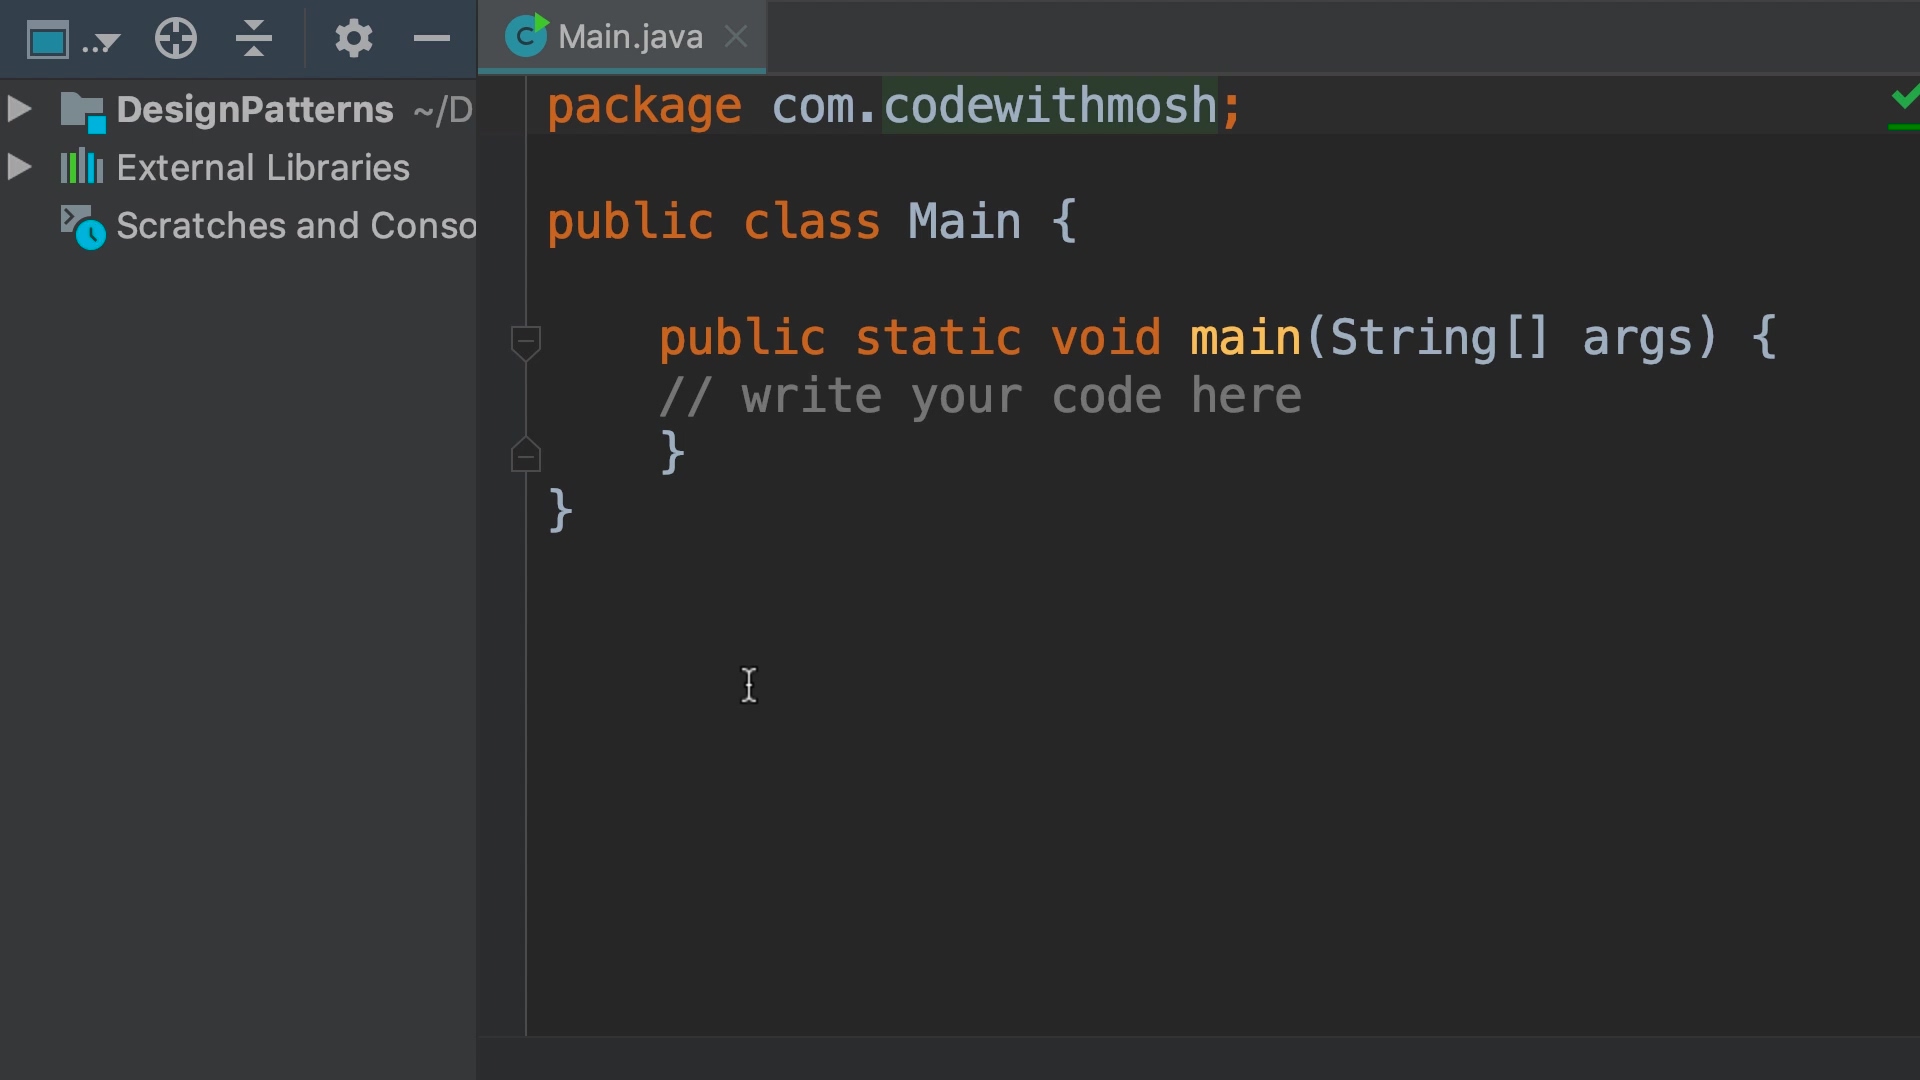 Main.java
DesignPatterns ~/D
External Libraries
Scratches and Conso
package com.codewithmosh;
public class Main {
public static void main(String[] args) {
// write your code here
}
}